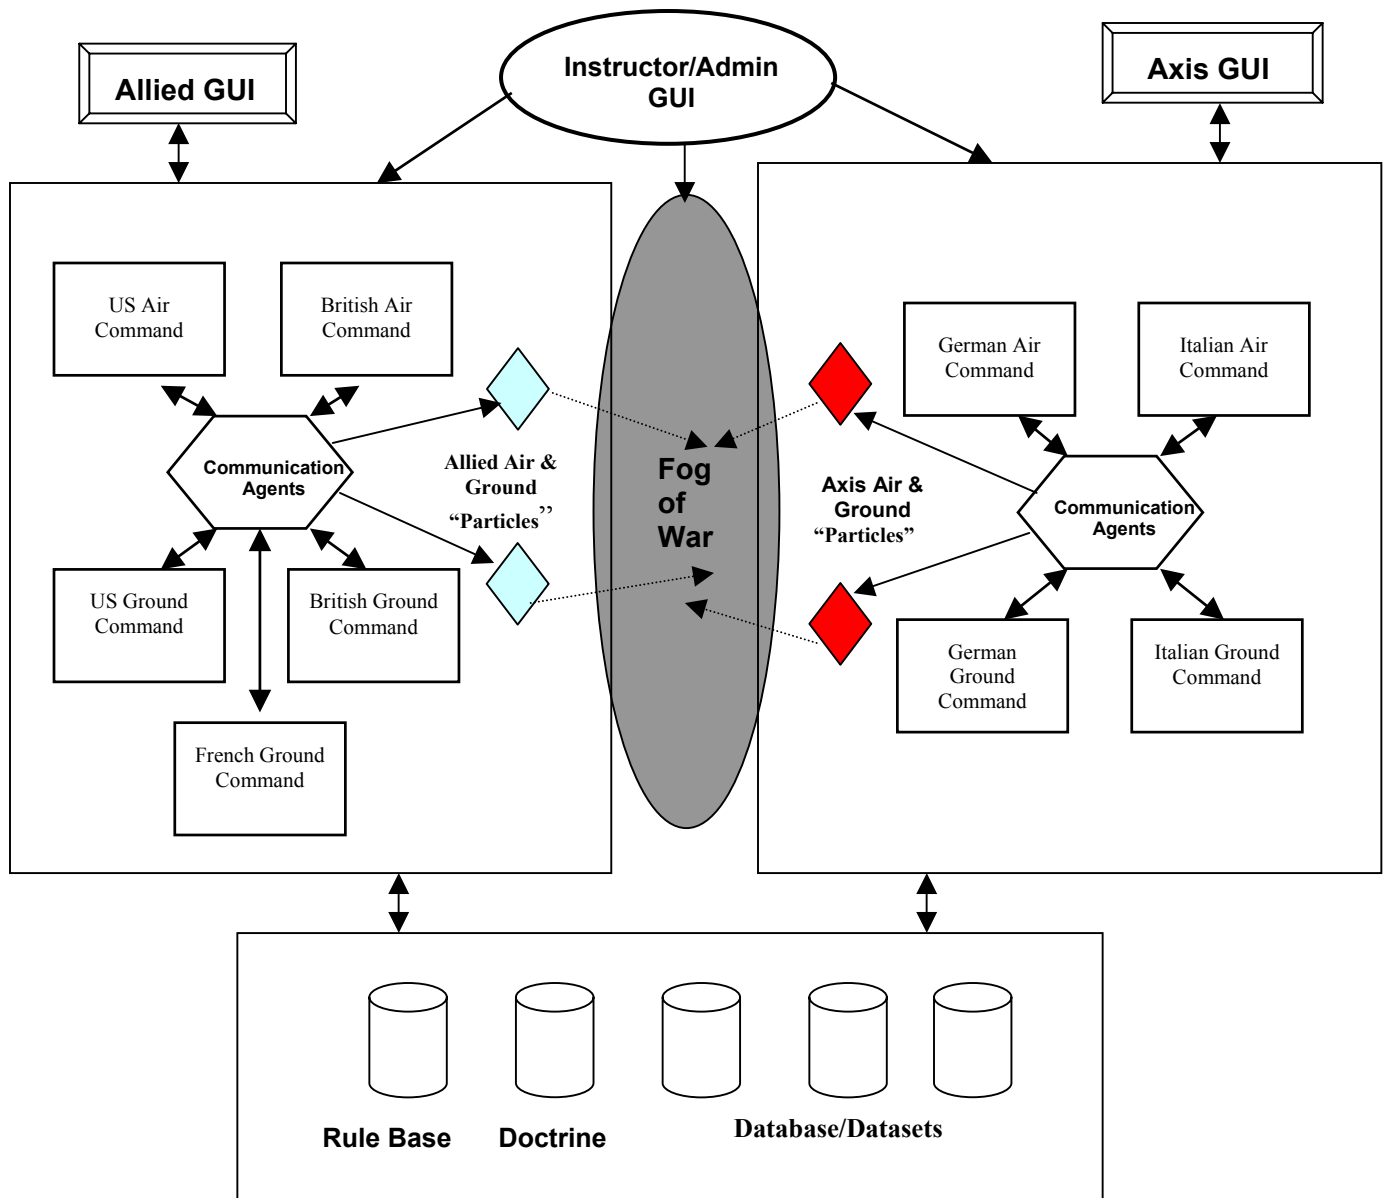 Allied GUI
Instructor/Admin
GUI
Axis GUI
US Air
Command
British Air
Command
German Air
Command
Italian Air
Command
Communication
Agents
Allied Air &
Ground
“Particles’’
Fog
of
War
Axis Air &
Ground
“Particles”
Communication
Agents
US Ground
Command
British Ground
Command
German
Ground
Command
Italian Ground
Command
French Ground
Command
Rule Base
Doctrine
Database/Datasets